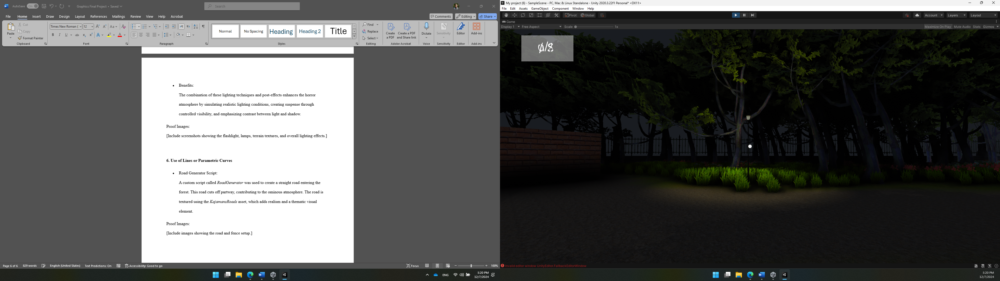 AutoSave On Graphics Final Project • Saved Search
File Home Insert Draw Design Layout References Mailings Review View Help Acrobat Comments Editing Share
Paste Cut Copy Format Painter
Clipboard
Times New Roman ( 12 Aa
B I U ab x₂ x² A A
Font
Paragraph
Normal No Spacing Heading Heading 2 Title
Styles
Find Replace Select
Editing
Create a PDF Create a PDF and Share link
Adobe Acrobat
Dictate
Voice
Sensitivity
Sensitivity
Editor
Editor
Add-ins
Add-ins
• Benefits:
The combination of these lighting techniques and post-effects enhances the horror
atmosphere by simulating realistic lighting conditions, creating suspense through
controlled visibility, and emphasizing contrast between light and shadow.
Proof Images:
[Include screenshots showing the flashlight, lamps, terrain textures, and overall lighting effects.]
6. Use of Lines or Parametric Curves
• Road Generator Script:
A custom script called RoadGenerator was used to create a straight road entering the
forest. This road cuts off partway, contributing to the ominous atmosphere. The road is
textured using the KajamansRoads asset, which adds realism and a thematic visual
element.
Proof Images:
[Include images showing the road and fence setup.]
Page 6 of 6 829 words English (United States) Text Predictions: On Accessibility: Good to go Focus 100%
ENG 5:20 PM
12/7/2024
My project (6) - SampleScene - PC, Mac & Linux Standalone - Unity 2020.3.22f1 Personal* <DX11>
File Edit Assets GameObject Component Window Help
Pivot Global Account Layers Layout
Game
Display 1 Free Aspect Scale 1x Maximize On Play Mute Audio Stats Gizmos
0/8
Invalid editor window UnityEditor.FallbackEditorWindow
5:20 PM
12/7/2024